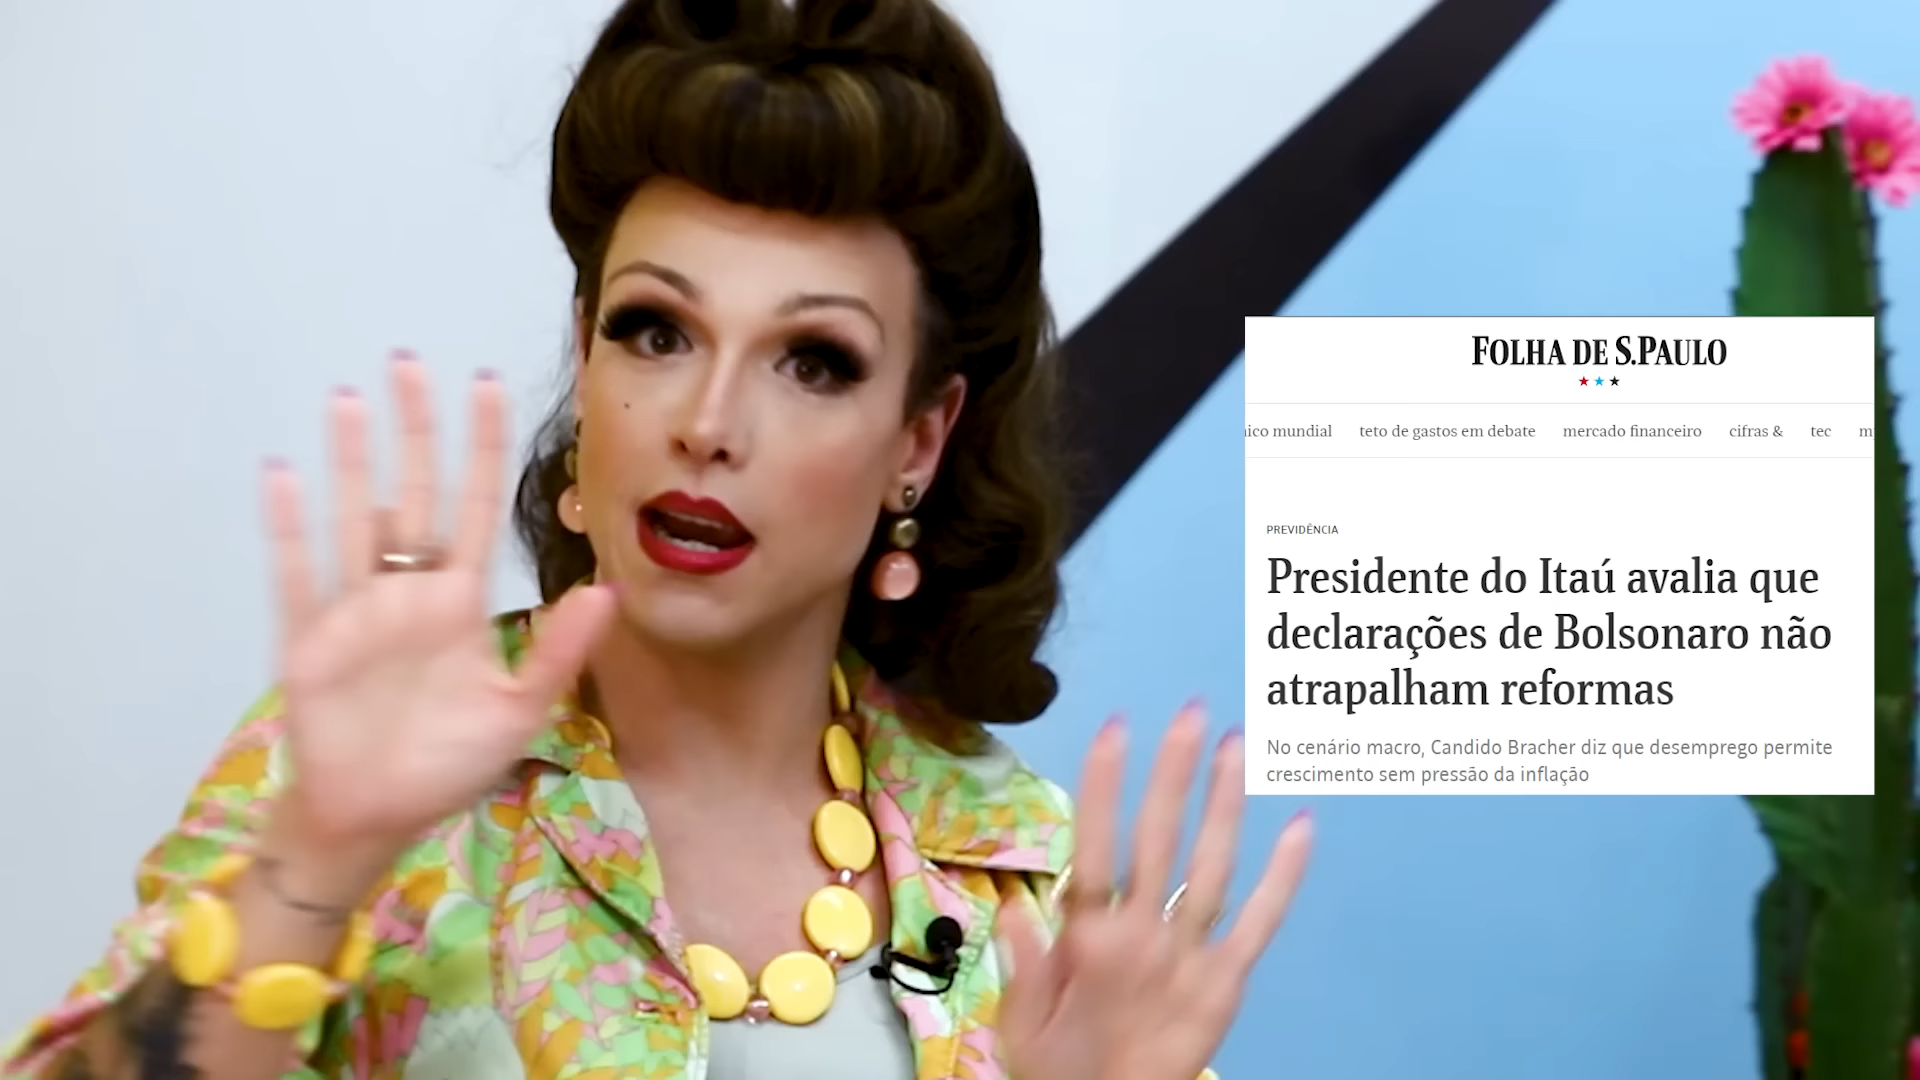 FOLHA DE S.PAULO
mundial
teto de gastos em debate
mercado financeiro
cifras &
tec
PREVIDÊNCIA
Presidente do Itaú avalia que
declarações de Bolsonaro não
atrapalham reformas
No cenário macro, Candido Bracher diz que desemprego permite
crescimento sem pressão da inflação